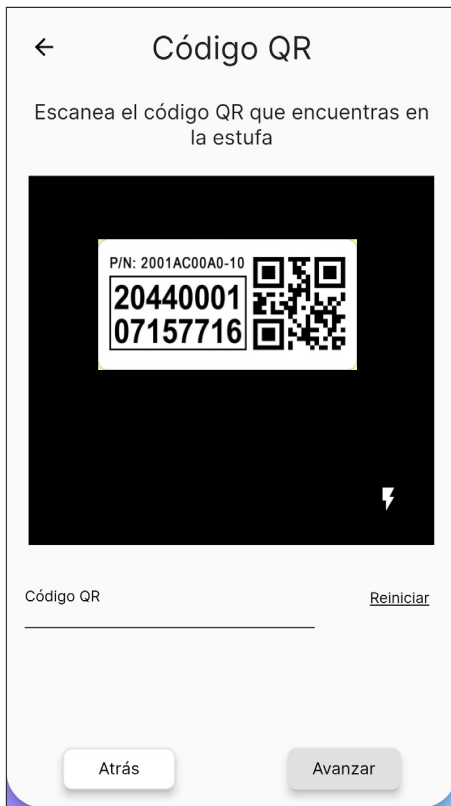 Código QR
Escanea el código QR que encuentras en
la estufa
P/N: 2001AC00A0-10
20440001
07157716
Código QR
Reiniciar
Atrás
Avanzar